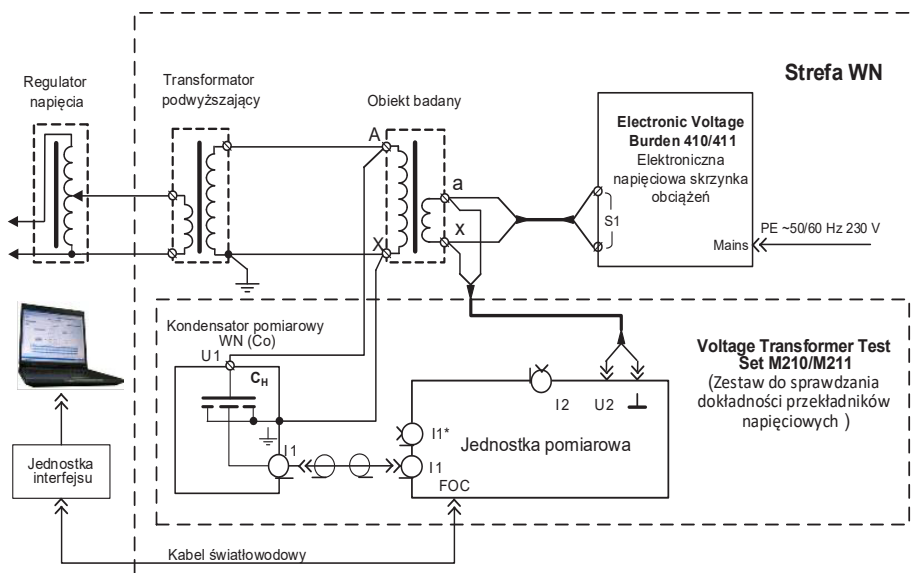 Strefa WN
Regulator
napięcia
Transformator
podwyższający
Obiekt badany
A
X
a
x
Electronic Voltage
Burden 410/411
Elektroniczna
napięciowa skrzynka
obciążeń
S1
Mains
PE ~50/60 Hz 230 V
Kondensator pomiarowy
WN (Co)
U1
CH
I1
I1*
I1
FOC
I2
U2
Jednostka pomiarowa
Voltage Transformer Test
Set M210/M211
(Zestaw do sprawdzania
dokładności przekładników
napięciowych )
Jednostka
interfejsu
Kabel światłowodowy